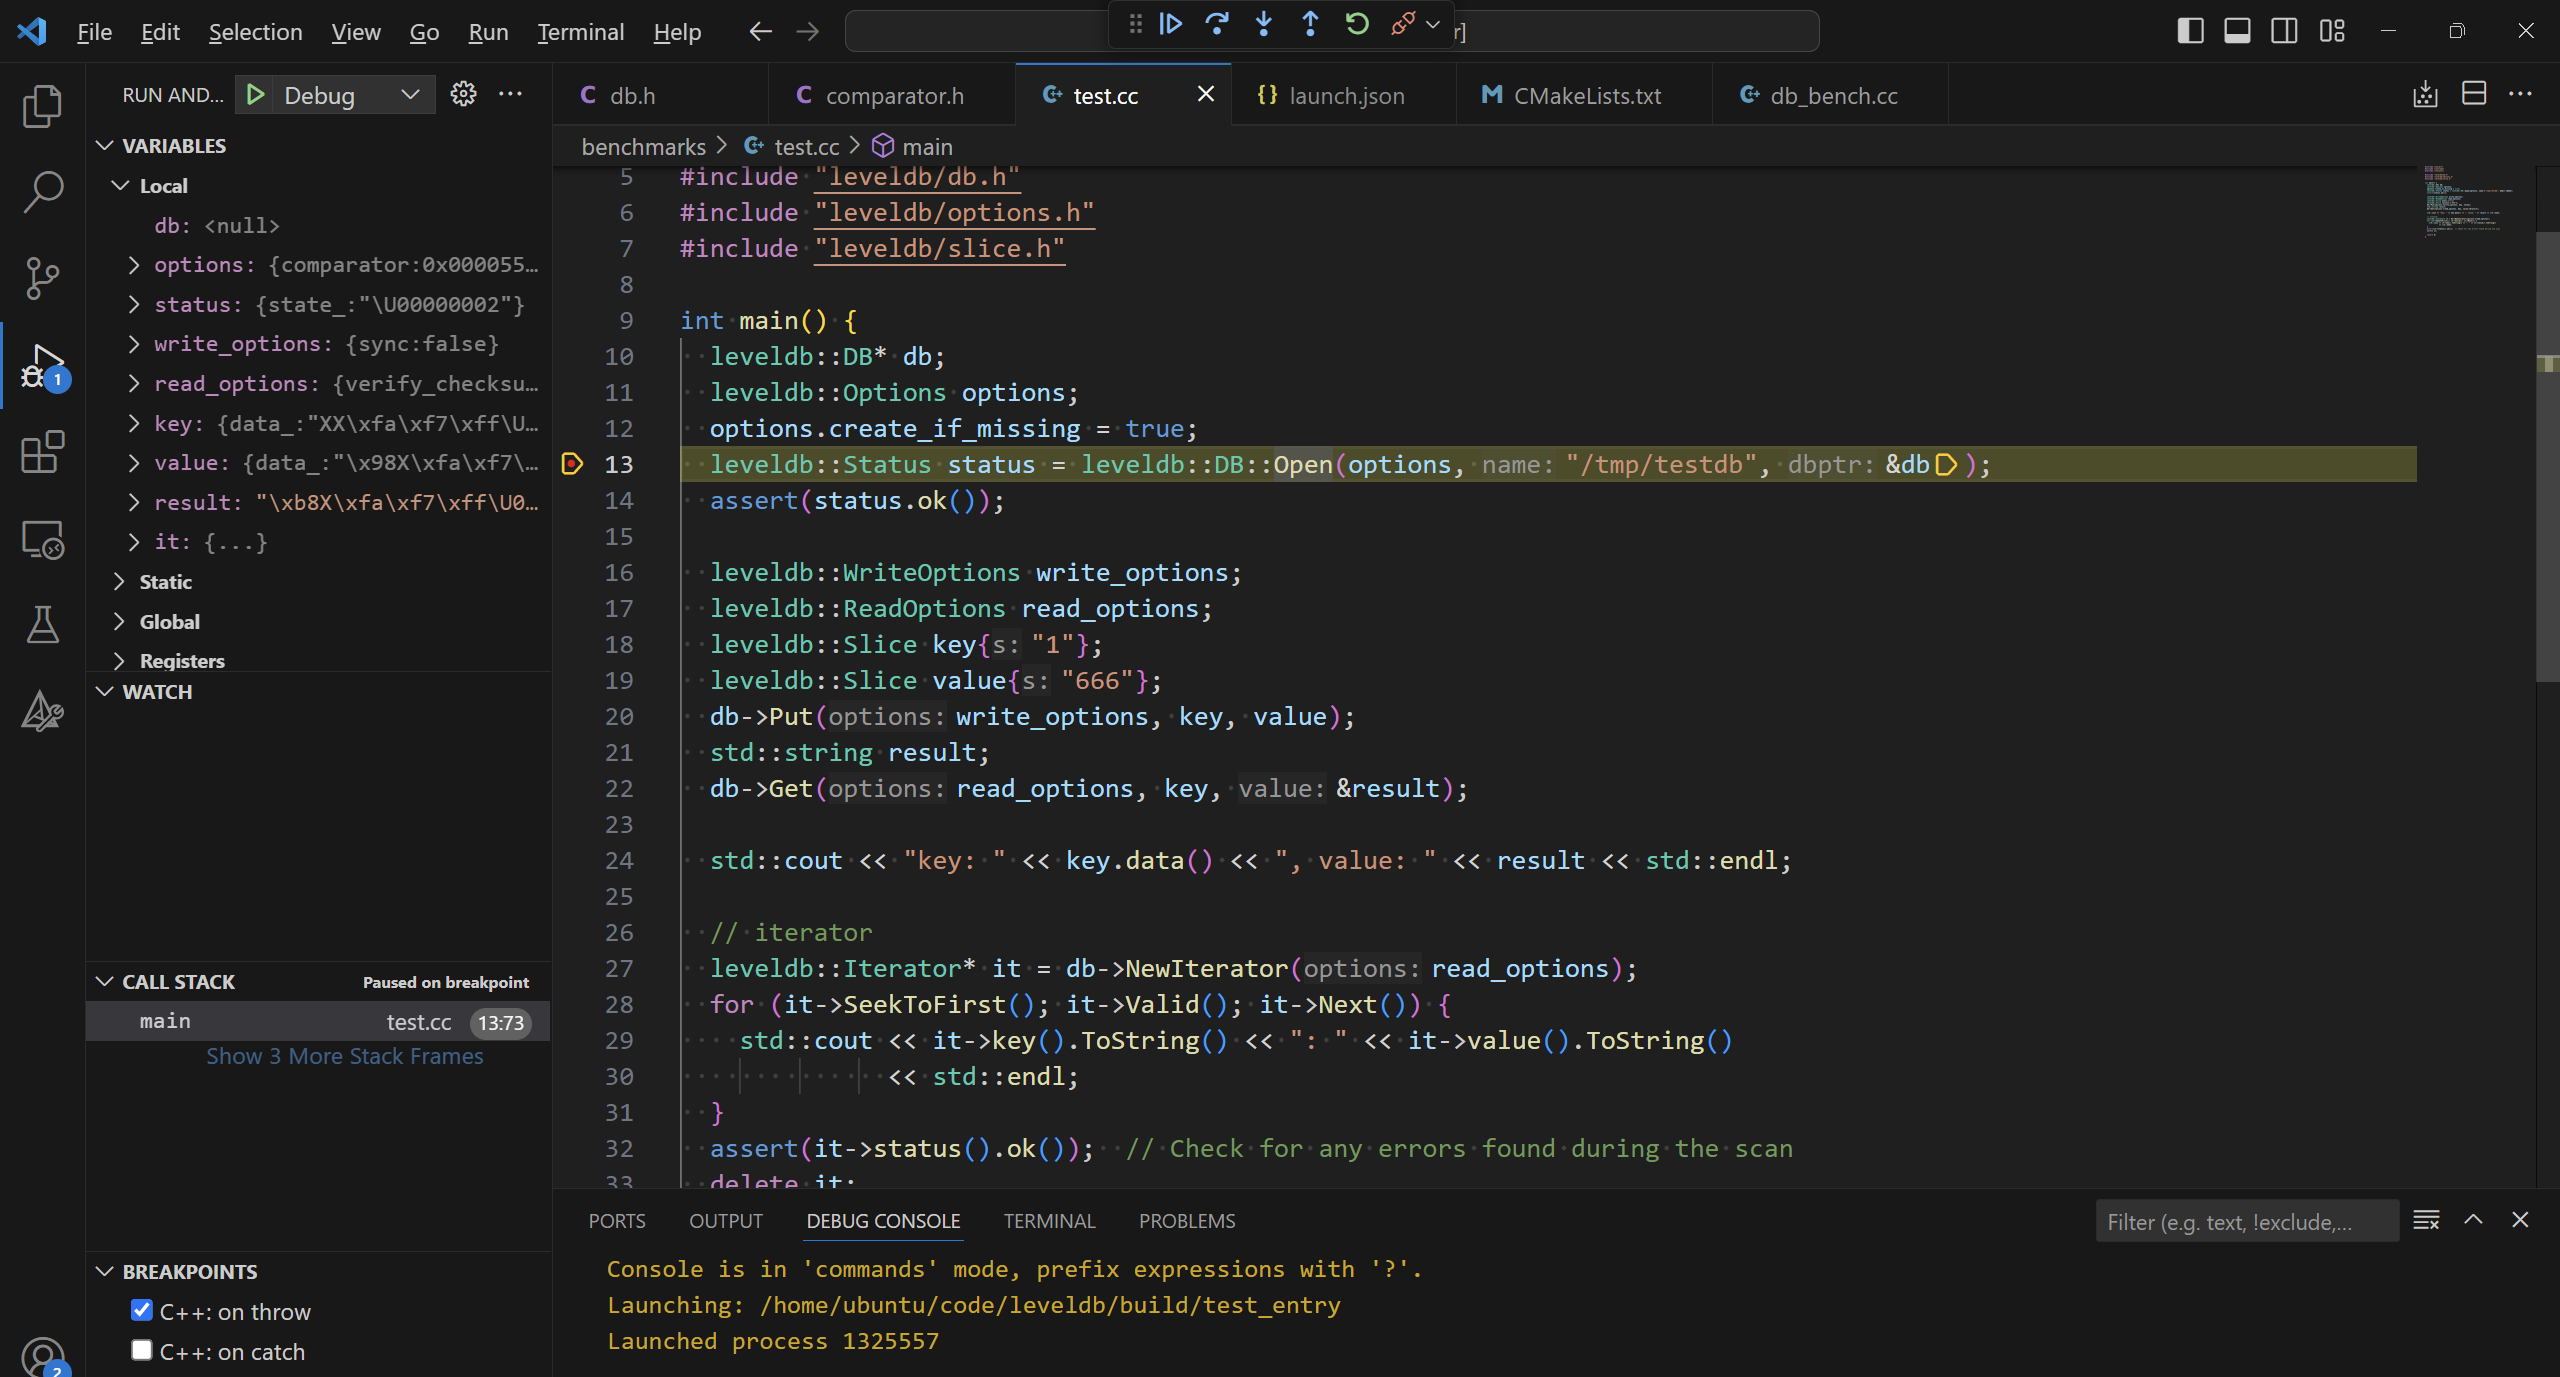 File Edit Selection View Go Run Terminal Help
r]
RUN AND... Debug
db.h comparator.h test.cc launch.json CMakeLists.txt db_bench.cc
benchmarks > test.cc > main
VARIABLES
Local
db: <null>
options: {comparator:0x000055...
status: {state_:"\U00000002"}
write_options: {sync:false}
read_options: {verify_checksu...
key: {data_:"XX\xfa\xf7\xff\U...
value: {data_:"\x98X\xfa\xf7\...
result: "\xb8X\xfa\xf7\xff\U0...
it: {...}
Static
Global
Registers
WATCH
CALL STACK Paused on breakpoint
main test.cc 13:73
Show 3 More Stack Frames
BREAKPOINTS
C++: on throw
C++: on catch
1
2
5 #include "leveldb/db.h"
6 #include "leveldb/options.h"
7 #include "leveldb/slice.h"
8
9 int main() {
10 leveldb::DB* db;
11 leveldb::Options options;
12 options.create_if_missing = true;
13 leveldb::Status status = leveldb::DB::Open(options, name: "/tmp/testdb", dbptr: &db);
14 assert(status.ok());
15
16 leveldb::WriteOptions write_options;
17 leveldb::ReadOptions read_options;
18 leveldb::Slice key{s: "1"};
19 leveldb::Slice value{s: "666"};
20 db->Put(options: write_options, key, value);
21 std::string result;
22 db->Get(options: read_options, key, value: &result);
23
24 std::cout << "key: " << key.data() << ", value: " << result << std::endl;
25
26 // iterator
27 leveldb::Iterator* it = db->NewIterator(options: read_options);
28 for (it->SeekToFirst(); it->Valid(); it->Next()) {
29 std::cout << it->key().ToString() << ": " << it->value().ToString()
30 << std::endl;
31 }
32 assert(it->status().ok()); // Check for any errors found during the scan
33 delete it;
PORTS OUTPUT DEBUG CONSOLE TERMINAL PROBLEMS Filter (e.g. text, !exclude,...
Console is in 'commands' mode, prefix expressions with '?'.
Launching: /home/ubuntu/code/leveldb/build/test_entry
Launched process 1325557